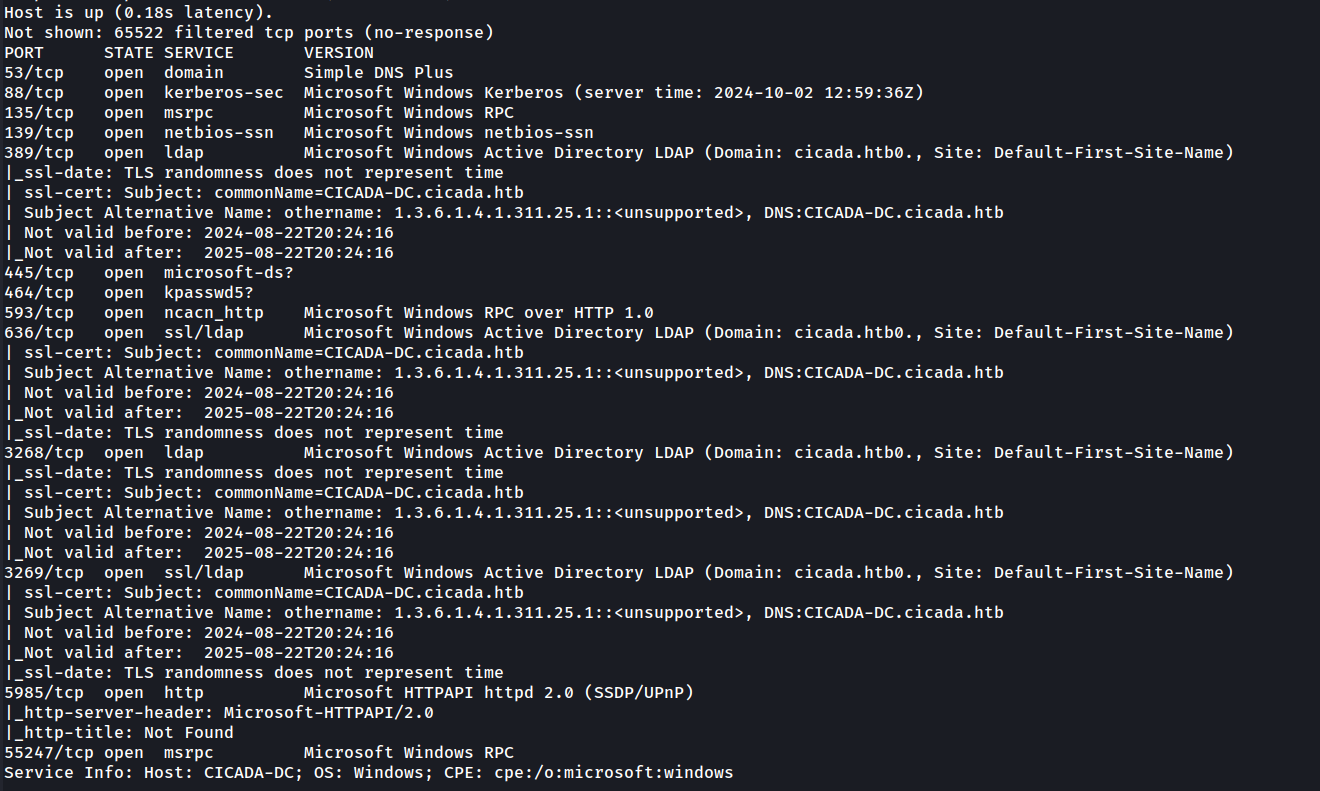 Host is up (0.18s latency).
Not shown: 65522 filtered tcp ports (no-response)
PORT      STATE SERVICE       VERSION
53/tcp    open  domain        Simple DNS Plus
88/tcp    open  kerberos-sec  Microsoft Windows Kerberos (server time: 2024-10-02 12:59:36Z)
135/tcp   open  msrpc         Microsoft Windows RPC
139/tcp   open  netbios-ssn   Microsoft Windows netbios-ssn
389/tcp   open  ldap          Microsoft Windows Active Directory LDAP (Domain: cicada.htb0., Site: Default-First-Site-Name)
|_ssl-date: TLS randomness does not represent time
| ssl-cert: Subject: commonName=CICADA-DC.cicada.htb
| Subject Alternative Name: othername: 1.3.6.1.4.1.311.25.1::<unsupported>, DNS:CICADA-DC.cicada.htb
| Not valid before: 2024-08-22T20:24:16
|_Not valid after:  2025-08-22T20:24:16
445/tcp   open  microsoft-ds?
464/tcp   open  kpasswd5?
593/tcp   open  ncacn_http    Microsoft Windows RPC over HTTP 1.0
636/tcp   open  ssl/ldap      Microsoft Windows Active Directory LDAP (Domain: cicada.htb0., Site: Default-First-Site-Name)
| ssl-cert: Subject: commonName=CICADA-DC.cicada.htb
| Subject Alternative Name: othername: 1.3.6.1.4.1.311.25.1::<unsupported>, DNS:CICADA-DC.cicada.htb
| Not valid before: 2024-08-22T20:24:16
|_Not valid after:  2025-08-22T20:24:16
|_ssl-date: TLS randomness does not represent time
3268/tcp  open  ldap          Microsoft Windows Active Directory LDAP (Domain: cicada.htb0., Site: Default-First-Site-Name)
|_ssl-date: TLS randomness does not represent time
| ssl-cert: Subject: commonName=CICADA-DC.cicada.htb
| Subject Alternative Name: othername: 1.3.6.1.4.1.311.25.1::<unsupported>, DNS:CICADA-DC.cicada.htb
| Not valid before: 2024-08-22T20:24:16
|_Not valid after:  2025-08-22T20:24:16
3269/tcp  open  ssl/ldap      Microsoft Windows Active Directory LDAP (Domain: cicada.htb0., Site: Default-First-Site-Name)
| ssl-cert: Subject: commonName=CICADA-DC.cicada.htb
| Subject Alternative Name: othername: 1.3.6.1.4.1.311.25.1::<unsupported>, DNS:CICADA-DC.cicada.htb
| Not valid before: 2024-08-22T20:24:16
|_Not valid after:  2025-08-22T20:24:16
|_ssl-date: TLS randomness does not represent time
5985/tcp  open  http          Microsoft HTTPAPI httpd 2.0 (SSDP/UPnP)
|_http-server-header: Microsoft-HTTPAPI/2.0
|_http-title: Not Found
55247/tcp open  msrpc         Microsoft Windows RPC
Service Info: Host: CICADA-DC; OS: Windows; CPE: cpe:/o:microsoft:windows